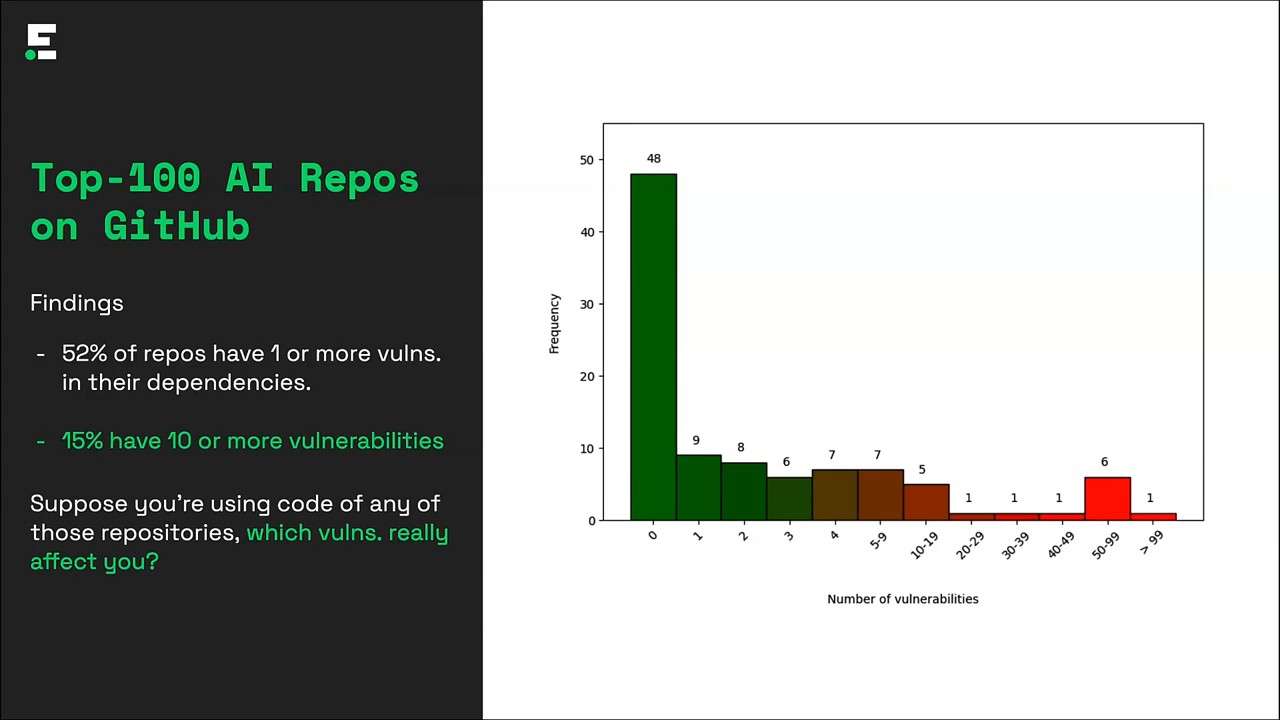 Top-100 AI Repos
on GitHub
Findings
- 52% of repos have 1 or more vulns.
in their dependencies.
- 15% have 10 or more vulnerabilities
Suppose you're using code of any of
those repositories, which vulns. really
affect you?
Frequency
50
40
30
20
10
0
48
9
8
6
7
7
5
1
1
1
6
1
0
1
2
3
4
5-9
10-19
20-29
30-39
40-49
50-99
> 99
Number of vulnerabilities